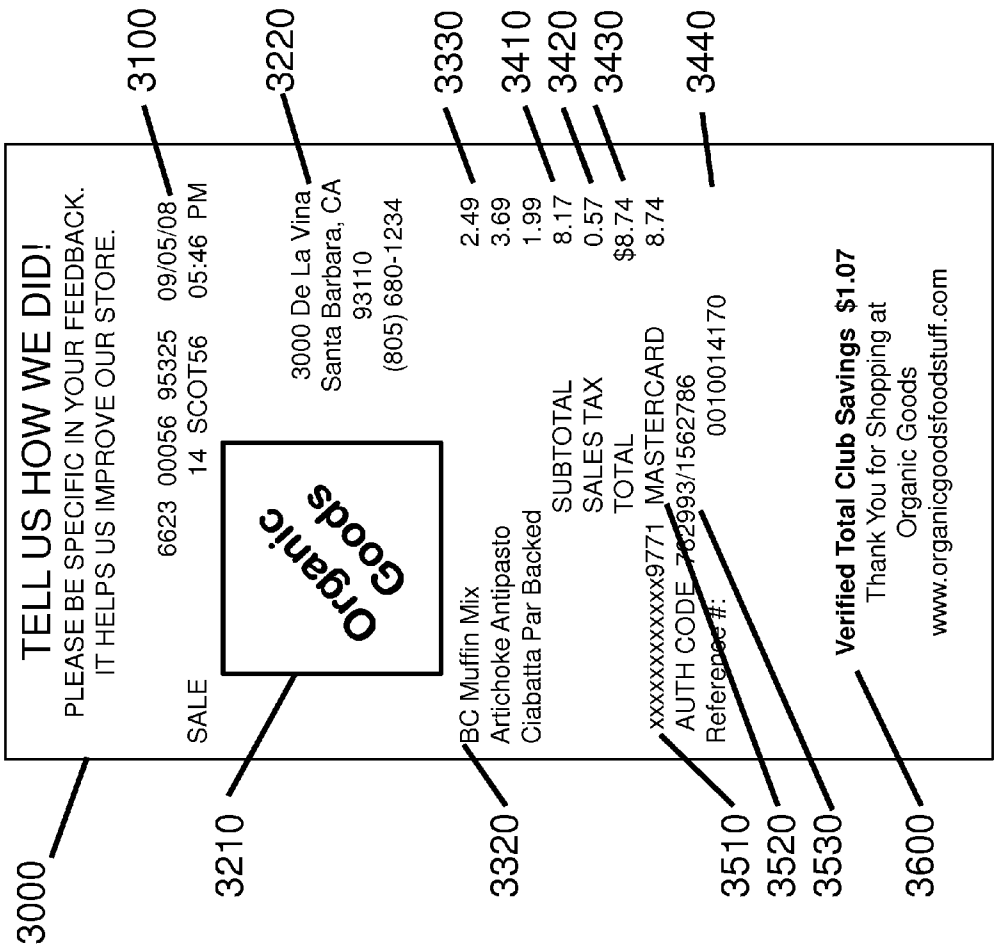 TELL US HOW WE DID!
PLEASE BE SPECIFIC IN YOUR FEEDBACK.
IT HELPS US IMPROVE OUR STORE.
6623 00056 95325 09/05/08
SALE 14 SCOT56 05:46 PM
Organic
Goods
3000 De La Vina
Santa Barbara, CA
93110
(805) 680-1234
BC Muffin Mix 2.49
Artichoke Antipasto 3.69
Ciabatta Par Backed 1.99
SUBTOTAL 8.17
SALES TAX 0.57
TOTAL $8.74
xxxxxxxxxxxx9771 MASTERCARD 8.74
AUTH CODE 762993/1562786
Reference #: 0010014170
Verified Total Club Savings $1.07
Thank You for Shopping at
Organic Goods
www.organicgoodsfoodstuff.com
3000
3100
3210
3220
3320
3330
3410
3420
3430
3440
3510
3520
3530
3600